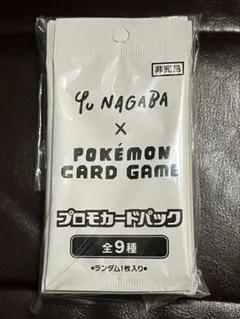 非売品
YU NAGABA
×
POKÉMON
CARD GAME
プロモカードパック
全9種
●ランダム1枚入り●